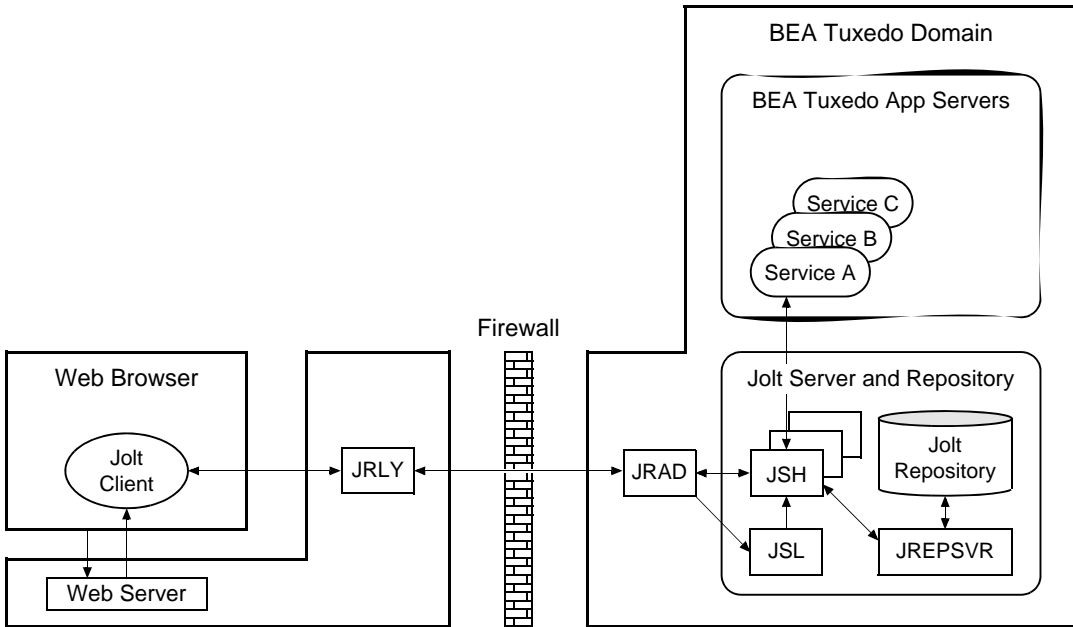 BEA Tuxedo Domain
BEA Tuxedo App Servers
Service C
Service B
Service A
Firewall
Web Browser
Jolt Server and Repository
Jolt
Client
JRLY
JRAD
JSH
Jolt
Repository
JSL
JREPSVR
Web Server